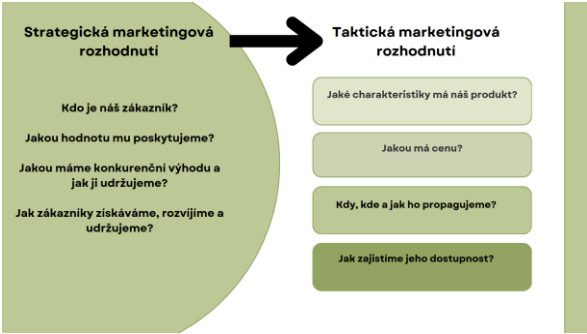 Strategická marketingová
rozhodnutí
Kdo je náš zákazník?
Jakou hodnotu mu poskytujeme?
Jakou máme konkurenční výhodu a
jak ji udržujeme?
Jak zákazníky získáváme, rozvíjíme a
udržujeme?
Taktická marketingová
rozhodnutí
Jaké charakteristiky má náš produkt?
Jakou má cenu?
Kdy, kde a jak ho propagujeme?
Jak zajistíme jeho dostupnost?